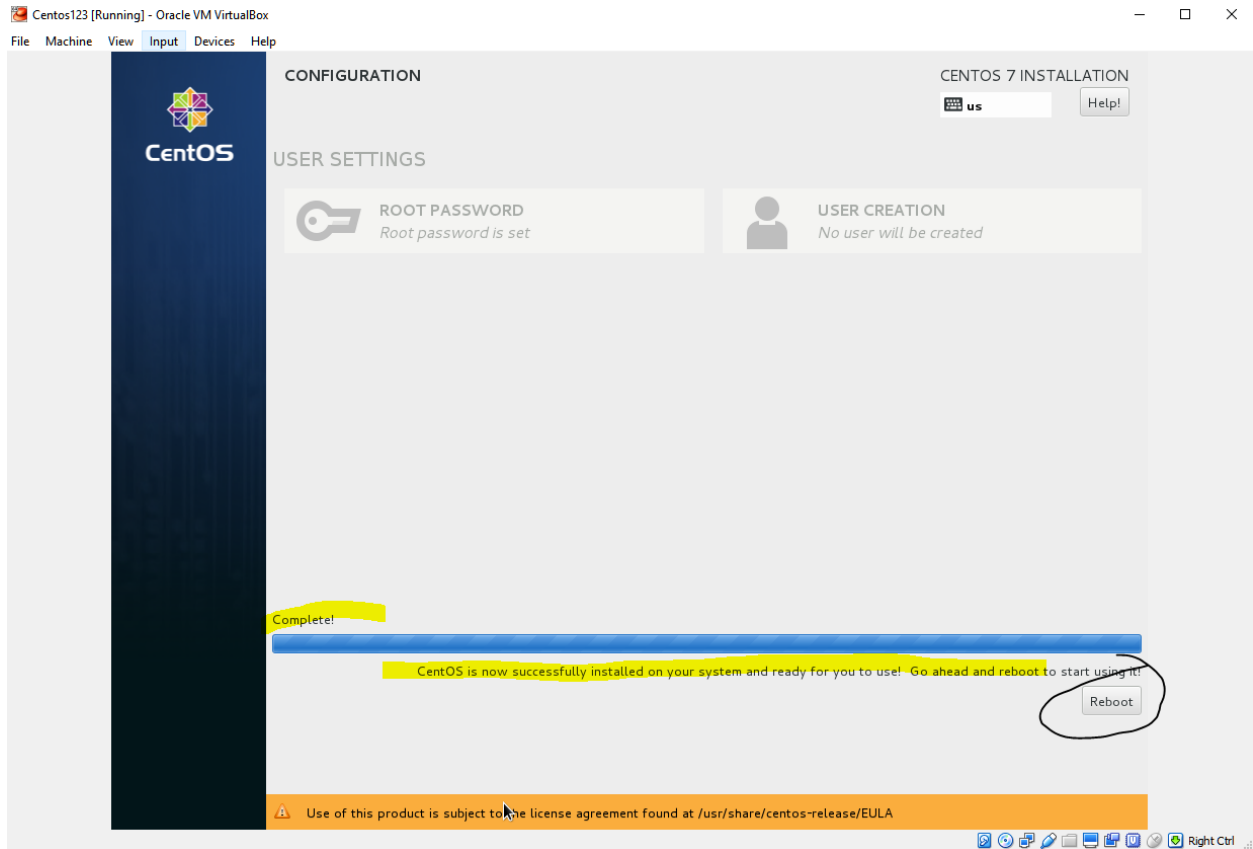 Centos123 [Running] - Oracle VM VirtualBox
File Machine View Input Devices Help
CentOS
CONFIGURATION
CENTOS 7 INSTALLATION
us
Help!
USER SETTINGS
ROOT PASSWORD
Root password is set
USER CREATION
No user will be created
Complete!
CentOS is now successfully installed on your system and ready for you to use! Go ahead and reboot to start using it!
Reboot
Use of this product is subject to the license agreement found at /usr/share/centos-release/EULA
Right Ctrl